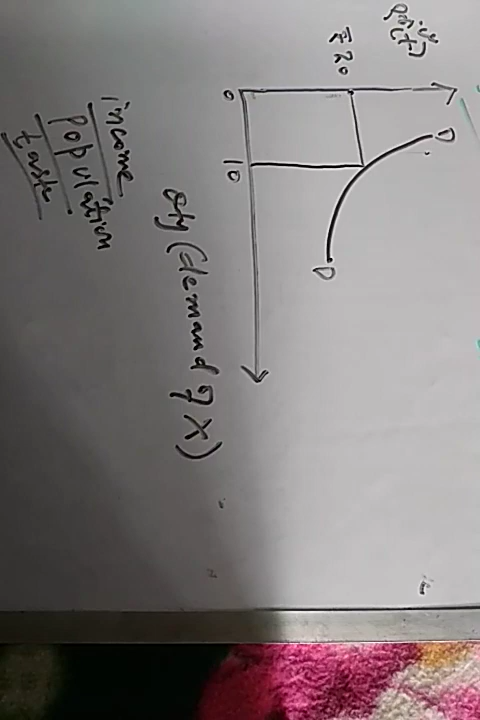 Price
(₹)
D
₹20
D
0
10
Qty (demand of X)
income
population
taste